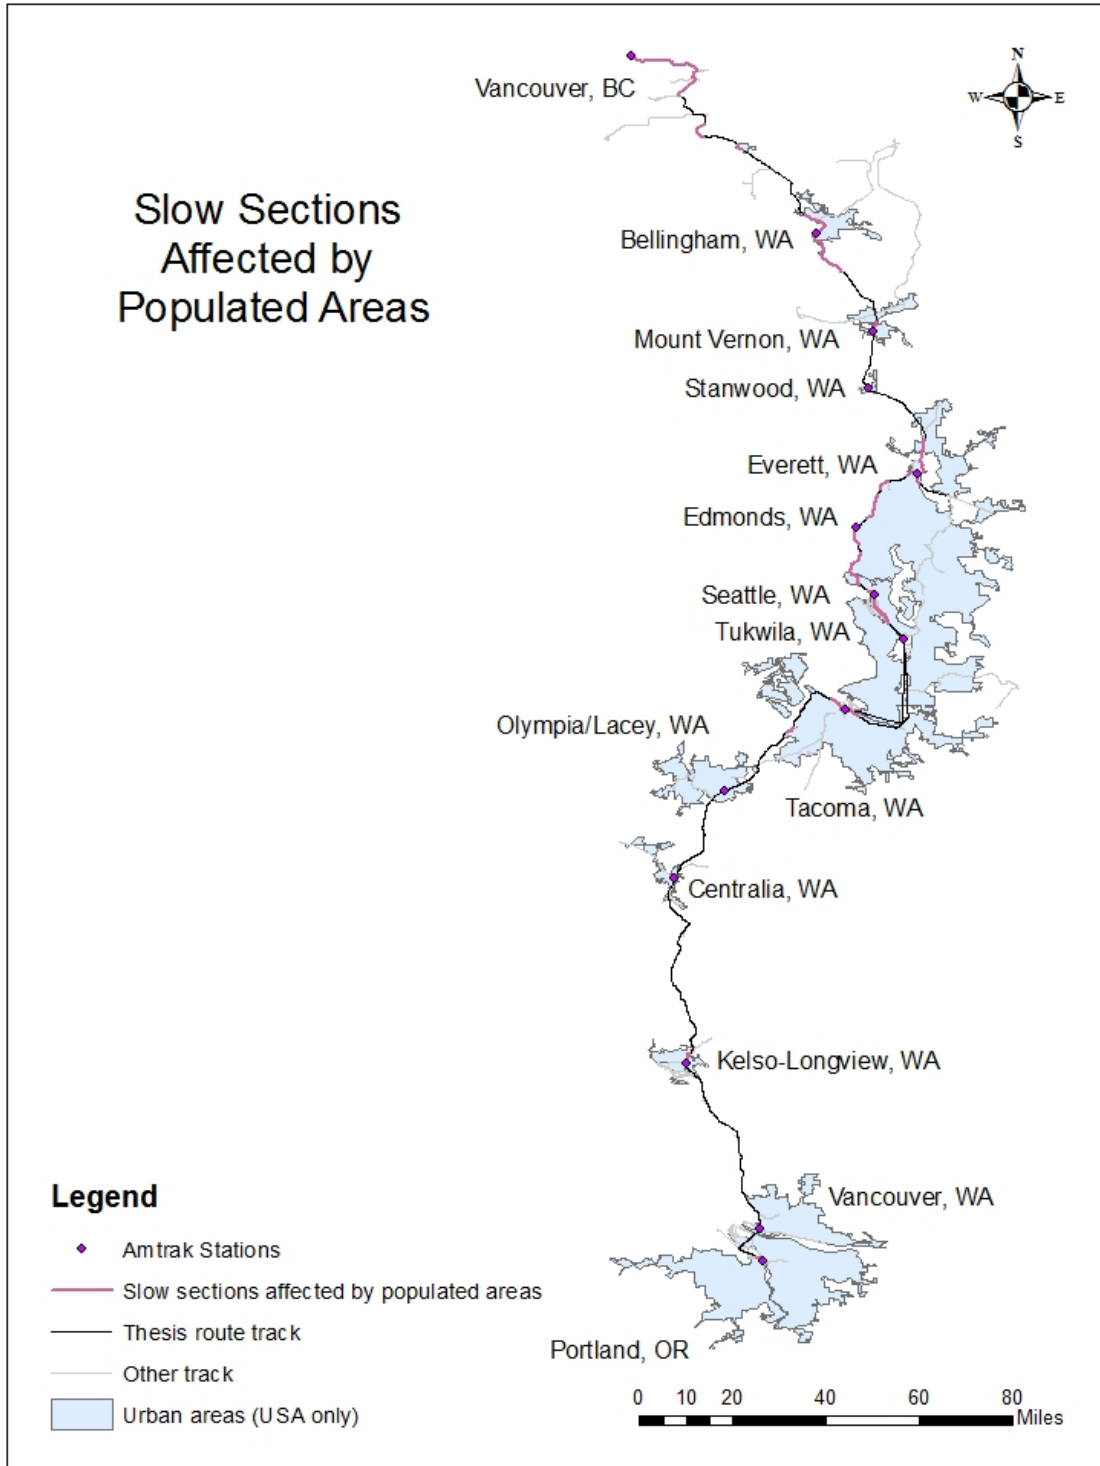 N
W E
S
Vancouver, BC
Slow Sections
Affected by
Populated Areas
Bellingham, WA
Mount Vernon, WA
Stanwood, WA
Everett, WA
Edmonds, WA
Seattle, WA
Tukwila, WA
Olympia/Lacey, WA
Tacoma, WA
Centralia, WA
Kelso-Longview, WA
Vancouver, WA
Portland, OR
Legend
Amtrak Stations
Slow sections affected by populated areas
Thesis route track
Other track
Urban areas (USA only)
0 10 20 40 60 80
Miles